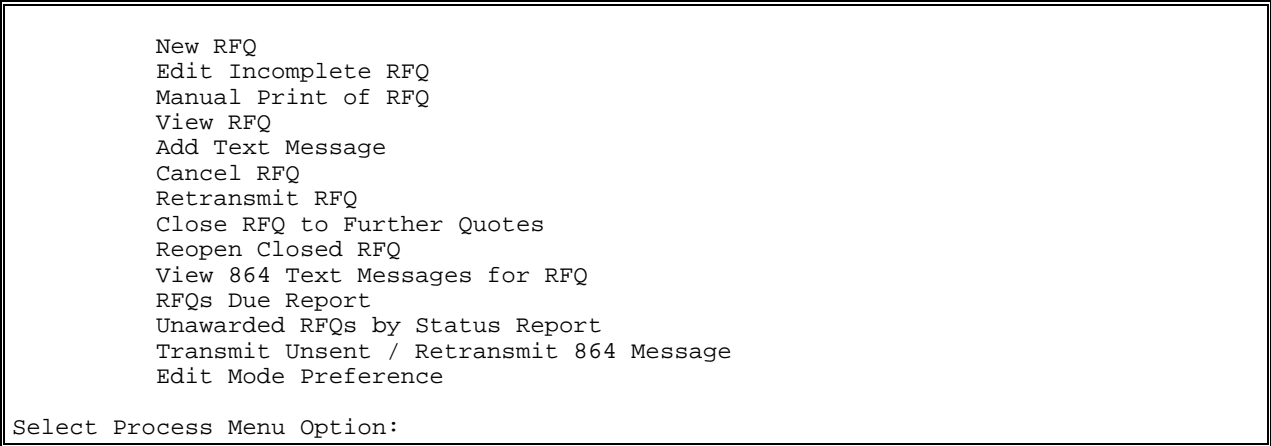 New RFQ
Edit Incomplete RFQ
Manual Print of RFQ
View RFQ
Add Text Message
Cancel RFQ
Retransmit RFQ
Close RFQ to Further Quotes
Reopen Closed RFQ
View 864 Text Messages for RFQ
RFQs Due Report
Unawarded RFQs by Status Report
Transmit Unsent / Retransmit 864 Message
Edit Mode Preference
Select Process Menu Option: